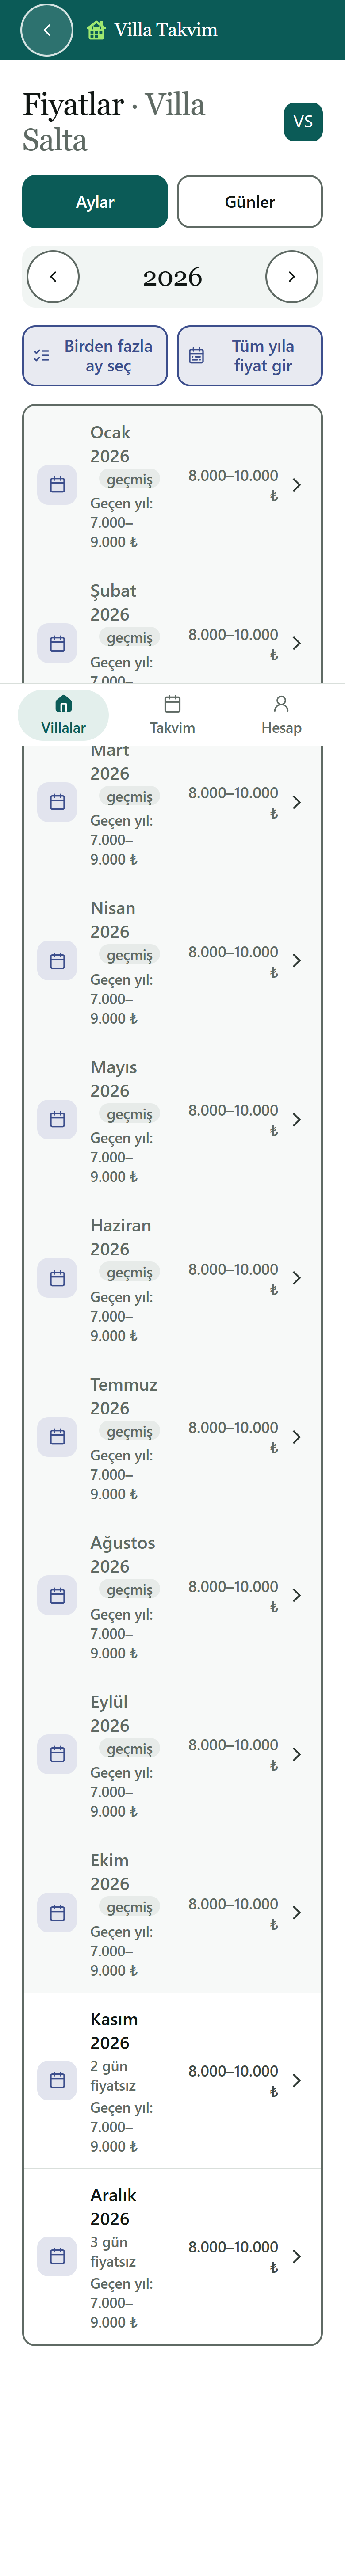 Villa Takvim
Fiyatlar · Villa
Salta
VS
Aylar
Günler
2026
Birden fazla
ay seç
Tüm yıla
fiyat gir
Ocak
2026
geçmiş
Geçen yıl:
7.000–
9.000 ₺
8.000–10.000
₺
Şubat
2026
geçmiş
Geçen yıl:
7.000–
8.000–10.000
₺
Villalar
Takvim
Hesap
Mart
2026
geçmiş
Geçen yıl:
7.000–
9.000 ₺
8.000–10.000
₺
Nisan
2026
geçmiş
Geçen yıl:
7.000–
9.000 ₺
8.000–10.000
₺
Mayıs
2026
geçmiş
Geçen yıl:
7.000–
9.000 ₺
8.000–10.000
₺
Haziran
2026
geçmiş
Geçen yıl:
7.000–
9.000 ₺
8.000–10.000
₺
Temmuz
2026
geçmiş
Geçen yıl:
7.000–
9.000 ₺
8.000–10.000
₺
Ağustos
2026
geçmiş
Geçen yıl:
7.000–
9.000 ₺
8.000–10.000
₺
Eylül
2026
geçmiş
Geçen yıl:
7.000–
9.000 ₺
8.000–10.000
₺
Ekim
2026
geçmiş
Geçen yıl:
7.000–
9.000 ₺
8.000–10.000
₺
Kasım
2026
2 gün
fiyatsız
Geçen yıl:
7.000–
9.000 ₺
8.000–10.000
₺
Aralık
2026
3 gün
fiyatsız
Geçen yıl:
7.000–
9.000 ₺
8.000–10.000
₺